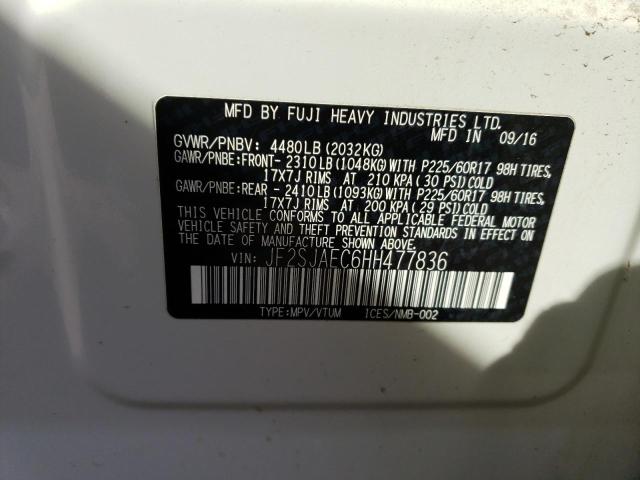 MFD BY FUJI HEAVY INDUSTRIES LTD.
MFD IN 09/16
GVWR/PNBV: 4480LB(2032KG)
GAWR/PNBE:FRONT- 2310LB(1048KG)WITH P225/60R17 98H TIRES,
17X7J RIMS AT 210 KPA(30 PSI)COLD
GAWR/PNBE:REAR - 2410LB(1093KG)WITH P225/60R17 98H TIRES,
17X7J RIMS AT 200 KPA(29 PSI)COLD
THIS VEHICLE CONFORMS TO ALL APPLICABLE FEDERAL MOTOR
VEHICLE SAFETY AND THEFT PREVENTION STANDARDS IN EFFECT
ON THE DATE OF MANUFACTURE SHOWN ABOVE.
VIN: JF2SJAEC6HH477836
TYPE:MPV/VTUM ICES/NMB-002